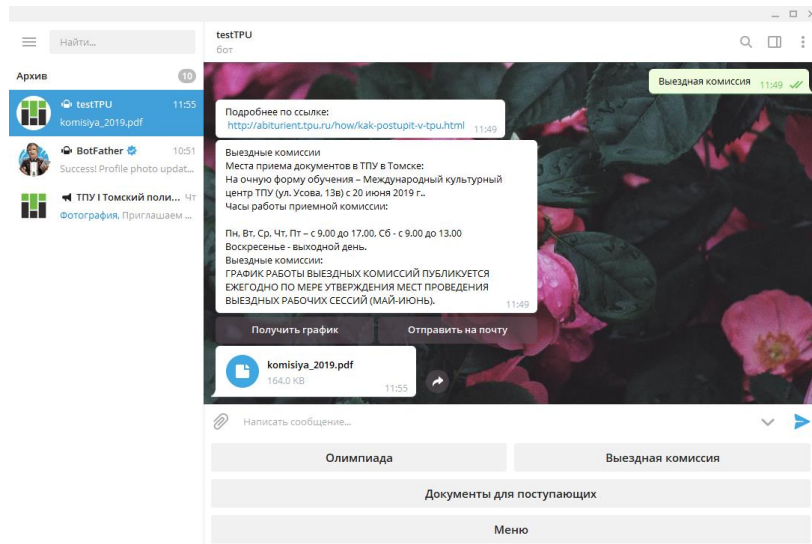 Найти...
Архив
10
testTPU
11:55
komisiya_2019.pdf
BotFather
10:51
Success! Profile photo updat...
ТПУ I Томский поли...
Чт
Фотография, Приглашаем ...
testTPU
бот
Выездная комиссия
11:49
Подробнее по ссылке:
http://abiturient.tpu.ru/how/kak-postupit-v-tpu.html
11:49
Выездные комиссии
Места приема документов в ТПУ в Томске:
На очную форму обучения – Международный культурный
центр ТПУ (ул. Усова, 13в) с 20 июня 2019 г..
Часы работы приемной комиссии:
Пн, Вт, Ср, Чт, Пт – с 9.00 до 17.00, Сб - с 9.00 до 13.00
Воскресенье - выходной день.
Выездные комиссии:
ГРАФИК РАБОТЫ ВЫЕЗДНЫХ КОМИССИЙ ПУБЛИКУЕТСЯ
ЕЖЕГОДНО ПО МЕРЕ УТВЕРЖДЕНИЯ МЕСТ ПРОВЕДЕНИЯ
ВЫЕЗДНЫХ РАБОЧИХ СЕССИЙ (МАЙ-ИЮНЬ).
11:49
Получить график
Отправить на почту
komisiya_2019.pdf
164.0 KB
11:55
Написать сообщение...
Олимпиада
Выездная комиссия
Документы для поступающих
Меню